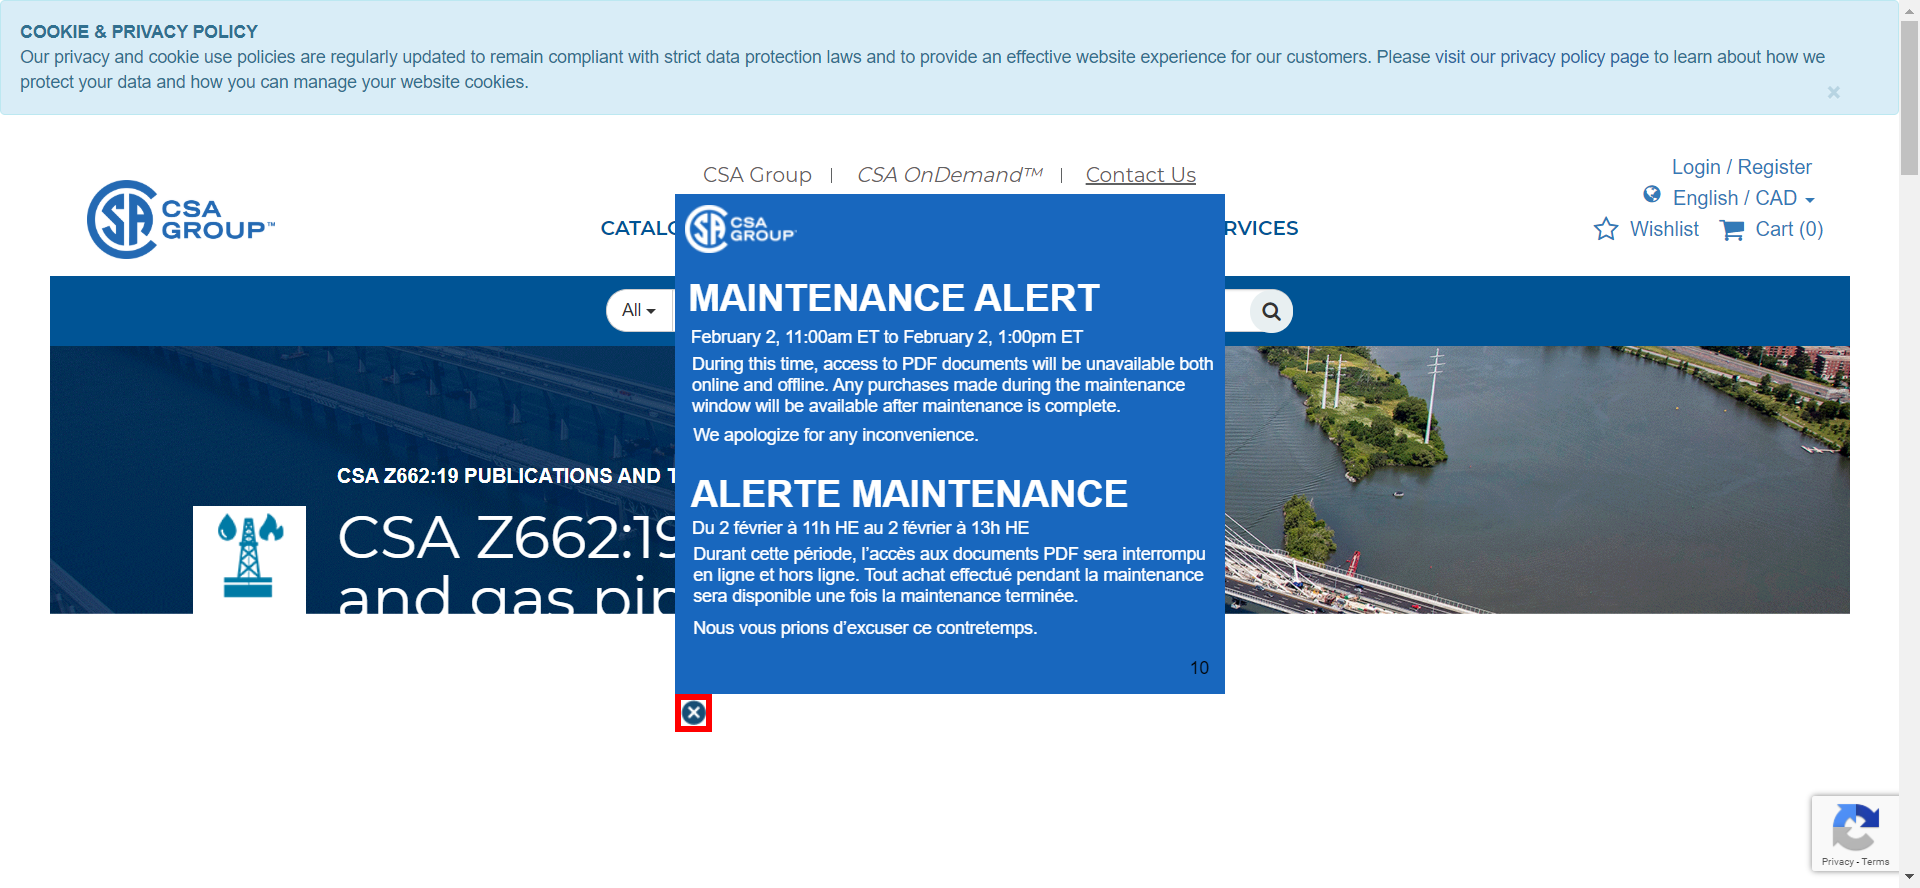 COOKIE & PRIVACY POLICY
Our privacy and cookie use policies are regularly updated to remain compliant with strict data protection laws and to provide an effective website experience for our customers. Please visit our privacy policy page to learn about how we
protect your data and how you can manage your website cookies.
×
CSA Group
CSA OnDemand™
Contact Us
Login / Register
English / CAD
Wishlist
Cart (0)
CSA
GROUP™
CATALO
RVICES
All
CSA
GROUP
MAINTENANCE ALERT
February 2, 11:00am ET to February 2, 1:00pm ET
During this time, access to PDF documents will be unavailable both
online and offline. Any purchases made during the maintenance
window will be available after maintenance is complete.
We apologize for any inconvenience.
ALERTE MAINTENANCE
Du 2 février à 11h HE au 2 février à 13h HE
Durant cette période, l'accès aux documents PDF sera interrompu
en ligne et hors ligne. Tout achat effectué pendant la maintenance
sera disponible une fois la maintenance terminée.
Nous vous prions d'excuser ce contretemps.
10
CSA Z662:19 PUBLICATIONS AND T
CSA Z662:19
and gas pip
Privacy - Terms